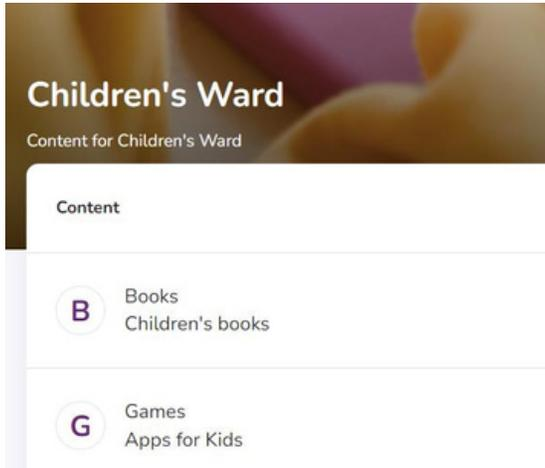 Children's Ward
Content for Children's Ward
Content
B
Books
Children's books
G
Games
Apps for Kids